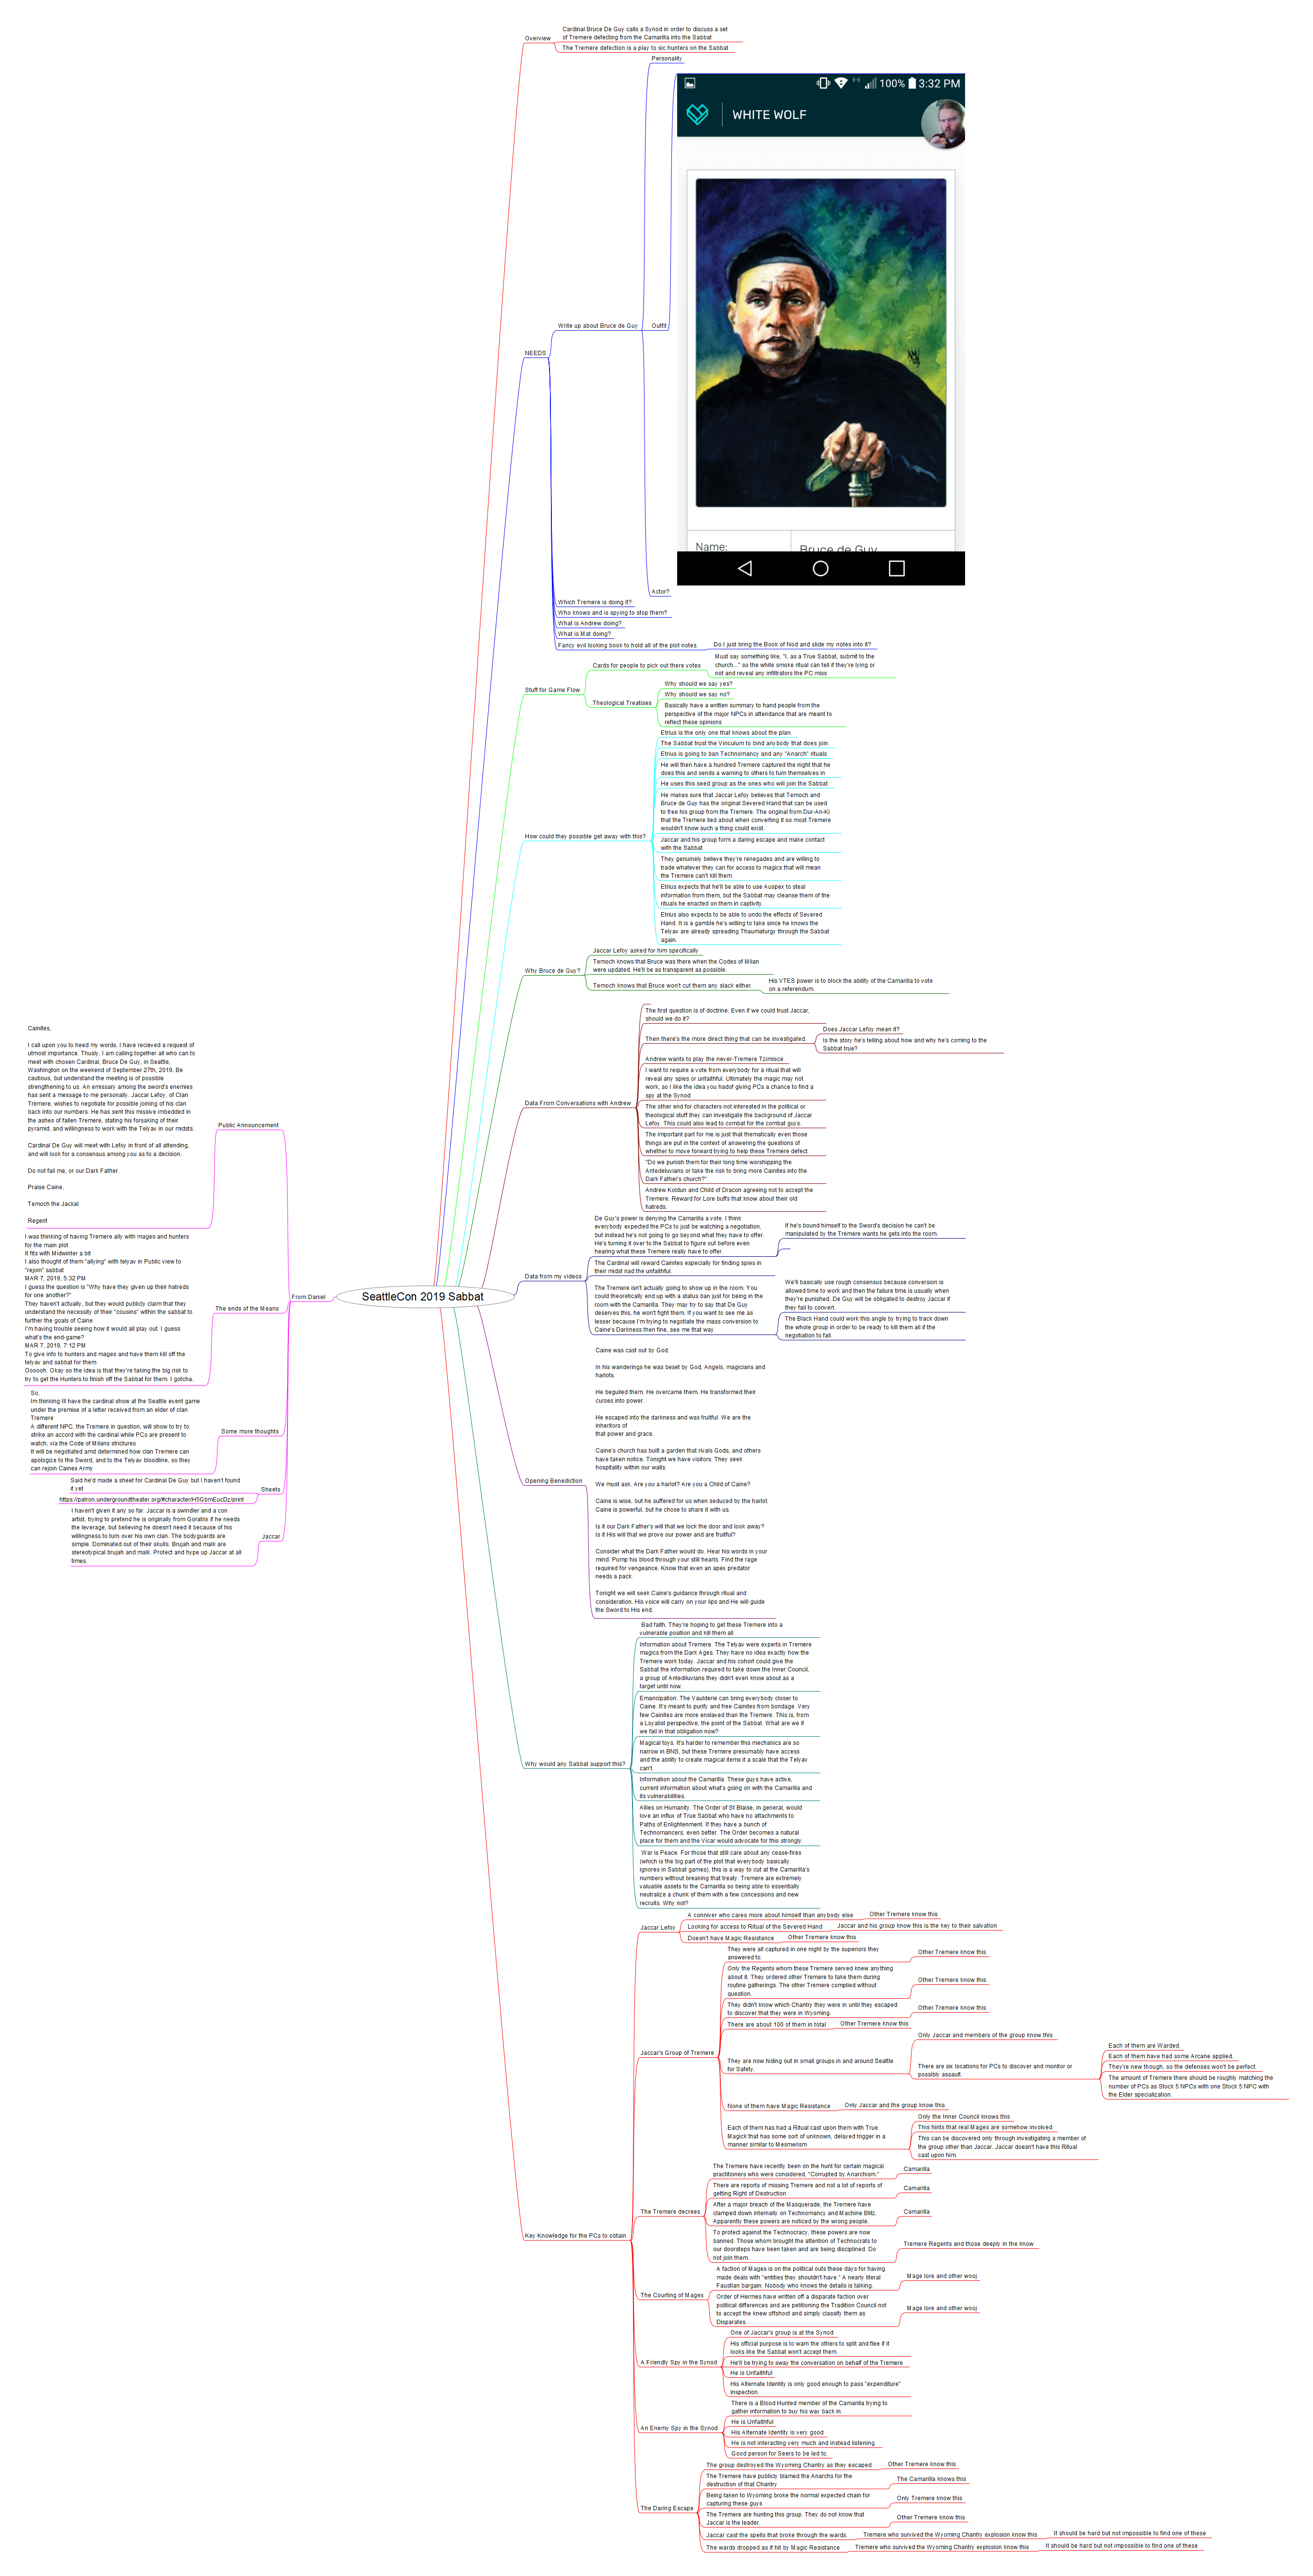 SeattleCon 2019 Sabbat
Overview
Cardinal Bruce De Guy calls a Synod in order to discuss a set
of Tremere defecting from the Camarilla into the Sabbat
The Tremere defection is a play to sic hunters on the Sabbat
NEEDS
Write up about Bruce de Guy
Personality
Outfit
100% 3:32 PM
WHITE WOLF
Name:
Bruce de Guy
Actor?
Which Tremere is doing it?
Who knows and is spying to stop them?
What is Andrew doing?
What is Mat doing?
Fancy evil looking book to hold all of the plot notes.
Do I just bring the Book of Nod and slide my notes into it?
Stuff for Game Flow
Cards for people to pick out there votes
Must say something like, "I, as a True Sabbat, submit to the
church..." so the white smoke ritual can tell if they're lying or
not and reveal any infiltrators the PC miss
Theological Treatises
Why should we say yes?
Why should we say no?
Basically have a written summary to hand people from the
perspective of the major NPCs in attendance that are meant to
reflect these opinions
How could they possible get away with this?
Etrius is the only one that knows about the plan.
The Sabbat trust the Vinculum to bind anybody that does join
Etrius is going to ban Technomancy and any "Anarch" rituals
He will then have a hundred Tremere captured the night that he
does this and sends a warning to others to turn themselves in
He uses this seed group as the ones who will join the Sabbat
He makes sure that Jaccar Lefoy believes that Temoch and
Bruce de Guy has the original Severed Hand that can be used
to free his group from the Tremere. The original from Dur-An-Ki
that the Tremere lied about when converting it so most Tremere
wouldn't know such a thing could exist.
Jaccar and his group form a daring escape and make contact
with the Sabbat
They genuinely believe they're renegades and are willing to
trade whatever they can for access to magics that will mean
the Tremere can't kill them.
Etrius expects that he'll be able to use Auspex to steal
information from them, but the Sabbat may cleanse them of the
rituals he enacted on them in captivity.
Etrius also expects to be able to undo the effects of Severed
Hand. It is a gamble he's willing to take since he knows the
Telyav are already spreading Thaumaturgy through the Sabbat
again.
Why Bruce de Guy?
Jaccar Lefoy asked for him specifically
Temoch knows that Bruce was there when the Codes of Milan
were updated. He'll be as transparent as possible.
Temoch knows that Bruce won't cut them any slack either.
His VTES power is to block the ability of the Camarilla to vote
on a referendum.
Data From Conversations with Andrew
The first question is of doctrine: Even if we could trust Jaccar,
should we do it?
Then there's the more direct thing that can be investigated.
Does Jaccar Lefoy mean it?
Is the story he's telling about how and why he's coming to the
Sabbat true?
Andrew wants to play the never-Tremere Tzimisce
I want to require a vote from everybody for a ritual that will
reveal any spies or unfaithful. Ultimately the magic may not
work, so I like the idea you hadof giving PCs a chance to find a
spy at the Synod
The other end for characters not interested in the political or
theological stuff they can investigate the background of Jaccar
Lefoy. This could also lead to combat for the combat guys.
The important part for me is just that thematically even those
things are put in the context of answering the questions of
whether to move forward trying to help these Tremere defect.
"Do we punish them for their long time worshipping the
Antedeluvians or take the risk to bring more Cainites into the
Dark Father's church?"
Andrew Koldun and Child of Dracon agreeing not to accept the
Tremere. Reward for Lore buffs that know about their old
hatreds.
Data from my videos
De Guy's power is denying the Camarilla a vote. I think
everybody expected the PCs to just be watching a negotiation,
but instead he's not going to go beyond what they have to offer.
He's turning it over to the Sabbat to figure out before even
hearing what these Tremere really have to offer.
If he's bound himself to the Sword's decision he can't be
manipulated by the Tremere wants he gets into the room.
The Cardinal will reward Cainites especially for finding spies in
their midst nad the unfaithful.
The Tremere isn't actually going to show up in the room. You
could theoretically end up with a status ban just for being in the
room with the Camarilla. They may try to say that De Guy
deserves this, he won't fight them. If you want to see me as
lesser because I'm trying to negotiate the mass conversion to
Caine's Darkness then fine, see me that way.
We'll basically use rough consensus because conversion is
allowed time to work and then the failure time is usually when
they're punished. De Guy will be obligated to destroy Jaccar if
they fail to convert.
The Black Hand could work this angle by trying to track down
the whole group in order to be ready to kill them all if the
negotiation to fail.
Opening Benediction
Caine was cast out by God.
In his wanderings he was beset by God, Angels, magicians and
harlots.
He beguiled them. He overcame them. He transformed their
curses into power.
He escaped into the darkness and was fruitful. We are the
inheritors of
that power and grace.
Caine's church has built a garden that rivals Gods, and others
have taken notice. Tonight we have visitors. They seek
hospitality within our walls.
We must ask. Are you a harlot? Are you a Child of Caine?
Caine is wise, but he suffered for us when seduced by the harlot.
Caine is powerful, but he chose to share it with us.
Is it our Dark Father's will that we lock the door and look away?
Is it His will that we prove our power and are fruitful?
Consider what the Dark Father would do. Hear his words in your
mind. Pump his blood through your still hearts. Find the rage
required for vengeance. Know that even an apex predator
needs a pack.
Tonight we will seek Caine's guidance through ritual and
consideration. His voice will carry on your lips and He will guide
the Sword to His end.
Why would any Sabbat support this?
Bad faith. They're hoping to get these Tremere into a
vulnerable position and kill them all.
Information about Tremere. The Telyav were experts in Tremere
magics from the Dark Ages. They have no idea exactly how the
Tremere work today. Jaccar and his cohort could give the
Sabbat the information required to take down the Inner Council,
a group of Antediluvians they didn't even know about as a
target until now.
Emancipation. The Vaulderie can bring everybody closer to
Caine. It's meant to purify and free Cainites from bondage. Very
few Cainites are more enslaved than the Tremere. This is, from
a Loyalist perspective, the point of the Sabbat. What are we if
we fail in that obligation now?
Magical toys. It's harder to remember this mechanics are so
narrow in BNS, but these Tremere presumably have access
and the ability to create magical items it a scale that the Telyav
can't.
Information about the Camarilla. These guys have active,
current information about what's going on with the Camarilla and
its vulnerabilities.
Allies on Humanity. The Order of St Blaise, in general, would
love an influx of True Sabbat who have no attachments to
Paths of Enlightenment. If they have a bunch of
Technomancers, even better. The Order becomes a natural
place for them and the Vicar would advocate for this strongly.
War is Peace. For those that still care about any cease-fires
(which is the big part of the plot that everybody basically
ignores in Sabbat games), this is a way to cut at the Camarilla's
numbers without breaking that treaty. Tremere are extremely
valuable assets to the Camarilla so being able to essentially
neutralize a chunk of them with a few concessions and new
recruits. Why not?
Key Knowledge for the PCs to obtain
Jaccar Lefoy
A conniver who cares more about himself than anybody else
Other Tremere know this
Looking for access to Ritual of the Severed Hand
Jaccar and his group know this is the key to their salvation
Doesn't have Magic Resistance
Other Tremere know this
Jaccar's Group of Tremere
They were all captured in one night by the superiors they
answered to.
Other Tremere know this
Only the Regents whom these Tremere served knew anything
about it. They ordered other Tremere to take them during
routine gatherings. The other Tremere complied without
question.
Other Tremere know this
They didn't know which Chantry they were in until they escaped
to discover that they were in Wyoming.
Other Tremere know this
There are about 100 of them in total
Other Tremere know this
They are now hiding out in small groups in and around Seattle
for Safety.
Only Jaccar and members of the group know this
There are six locations for PCs to discover and monitor or
possibly assault.
Each of them are Warded.
Each of them have had some Arcane applied.
They're new though, so the defenses won't be perfect.
The amount of Tremere there should be roughly matching the
number of PCs as Stock 5 NPCs with one Stock 5 NPC with
the Elder specialization.
None of them have Magic Resistance
Only Jaccar and the group know this
Each of them has had a Ritual cast upon them with True
Magick that has some sort of unknown, delayed trigger in a
manner similar to Mesmerism
Only the Inner Council knows this
This hints that real Mages are somehow involved
This can be discovered only through investigating a member of
the group other than Jaccar. Jaccar doesn't have this Ritual
cast upon him.
The Tremere decrees
The Tremere have recently been on the hunt for certain magical
practitioners who were considered, "Corrupted by Anarchism."
Camarilla
There are reports of missing Tremere and not a lot of reports of
getting Right of Destruction
Camarilla
After a major breach of the Masquerade, the Tremere have
clamped down internally on Technomancy and Machine Blitz.
Apparently these powers are noticed by the wrong people.
Camarilla
To protect against the Technocracy, these powers are now
banned. Those whom brought the attention of Technocrats to
our doorsteps have been taken and are being disciplined. Do
not join them.
Tremere Regents and those deeply in the know
The Courting of Mages
A faction of Mages is on the political outs these days for having
made deals with "entities they shouldn't have." A nearly literal
Faustian bargain. Nobody who knows the details is talking.
Mage lore and other wooj
Order of Hermes have written off a disparate faction over
political differences and are petitioning the Tradition Council not
to accept the knew offshoot and simply classify them as
Disparates.
Mage lore and other wooj
A Friendly Spy in the Synod
One of Jaccar's group is at the Synod
His official purpose is to warn the others to split and flee if it
looks like the Sabbat won't accept them
He'll be trying to sway the conversation on behalf of the Tremere
He is Unfaithful
His Alternate Identity is only good enough to pass "expenditure"
inspection.
An Enemy Spy in the Synod
There is a Blood Hunted member of the Camarilla trying to
gather information to buy his way back in.
He is Unfaithful
His Alternate Identity is very good
He is not interacting very much and instead listening.
Good person for Seers to be led to.
The Daring Escape
The group destroyed the Wyoming Chantry as they escaped
Other Tremere know this
The Tremere have publicly blamed the Anarchs for the
destruction of that Chantry
The Camarilla knows this
Being taken to Wyoming broke the normal expected chain for
capturing these guys
Only Tremere know this
The Tremere are hunting this group. They do not know that
Jaccar is the leader.
Other Tremere know this
Jaccar cast the spells that broke through the wards.
Tremere who survived the Wyoming Chantry explosion know this
It should be hard but not impossible to find one of these
The wards dropped as if hit by Magic Resistance
Tremere who survived the Wyoming Chantry explosion know this
It should be hard but not impossible to find one of these
From Daniel
Public Announcement
Cainites,
I call upon you to heed my words. I have recieved a request of
utmost importance. Thusly, I am calling together all who can to
meet with chosen Cardinal, Bruce De Guy, in Seattle,
Washington on the weekend of September 27th, 2019. Be
cautious, but understand the meeting is of possible
strengthening to us. An emissary among the sword's enemies
has sent a message to me personally. Jaccar Lefoy, of Clan
Tremere, wishes to negotiate for possible joining of his clan
back into our numbers. He has sent this missive imbedded in
the ashes of fallen Tremere, stating his forsaking of their
pyramid, and willingness to work with the Telyav in our midsts.
Cardinal De Guy will meet with Lefoy in front of all attending,
and will look for a consensus among you as to a decision.
Do not fail me, or our Dark Father.
Praise Caine,
Temoch the Jackal
Regent
The ends of the Means
I was thinking of having Tremere ally with mages and hunters
for the main plot
It fits with Midwinter a bit
I also thought of them "allying" with telyav in Public view to
"rejoin" sabbat
MAR 7, 2019, 5:32 PM
I guess the question is "Why have they given up their hatreds
for one another?"
They haven't actually, but they would publicly claim that they
understand the necessity of their "cousins" within the sabbat to
further the goals of Caine
I'm having trouble seeing how it would all play out. I guess
what's the end-game?
MAR 7, 2019, 7:12 PM
To give info to hunters and mages and have them kill off the
telyav and sabbat for them
Oooooh. Okay so the idea is that they're taking the big risk to
try to get the Hunters to finish off the Sabbat for them. I gotcha.
Some more thoughts
So,
Im thinking Ill have the cardinal show at the Seattle event game
under the premise of a letter received from an elder of clan
Tremere
A different NPC, the Tremere in question, will show to try to
strike an accord with the cardinal while PCs are present to
watch, via the Code of Milans strictures
It will be negotiated amd determined how clan Tremere can
apologize to the Sword, and to the Telyav bloodline, so they
can rejoin Caines Army
Sheets
Said he'd made a sheet for Cardinal De Guy but I haven't found
it yet
https://patron.undergroundtheater.org/#character/H5GbmEucDz/print
Jaccar
I haven't given it any so far. Jaccar is a swindler and a con
artist, trying to pretend he is originally from Goratrix if he needs
the leverage, but believing he doesn't need it because of his
willingness to turn over his own clan. The bodyguards are
simple. Dominated out of their skulls. Brujah and malk are
stereotypical brujah and malk. Protect and hype up Jaccar at all
times.